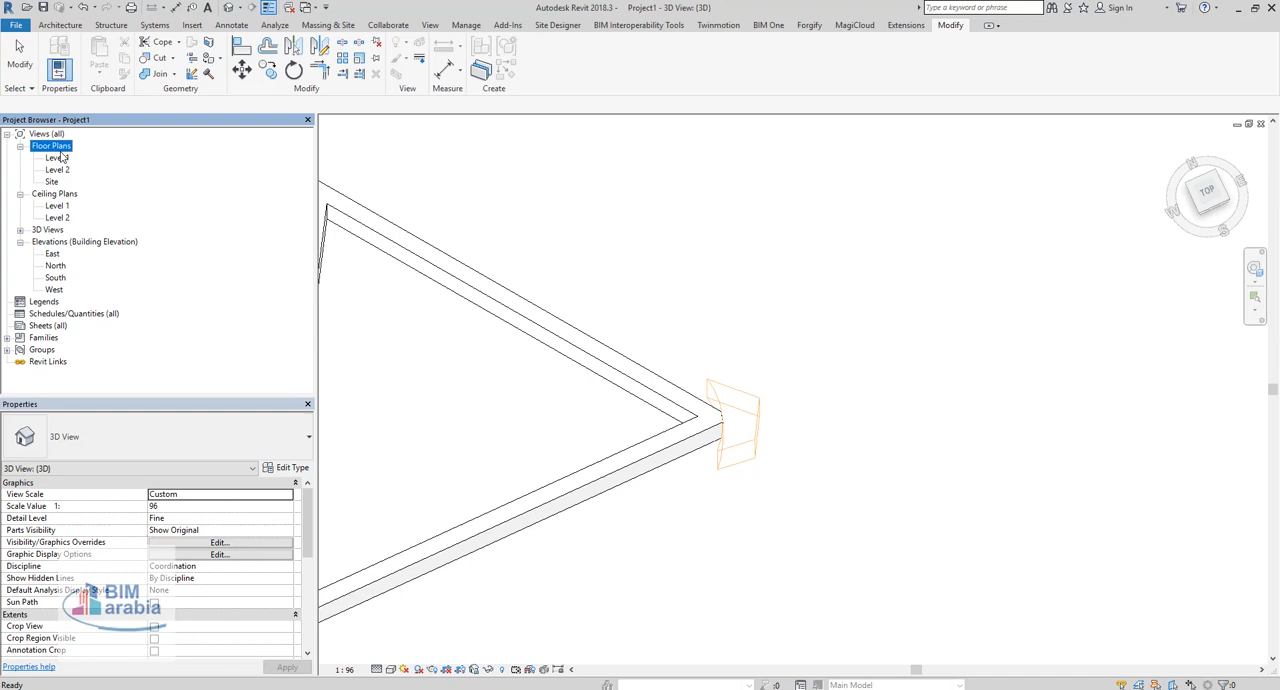 Autodesk Revit 2018.3 - Project1 - 3D View: {3D}
Type a keyword or phrase
Sign In
File Architecture Structure Systems Insert Annotate Analyze Massing & Site Collaborate View Manage Add-Ins Site Designer BIM Interoperability Tools Twinmotion BIM One Forgify MagiCloud Extensions Modify
Modify
Paste
Cope
Cut
Join
Select Properties Clipboard Geometry Modify View Measure Create
Project Browser - Project1
Views (all)
Floor Plans
Level 1
Level 2
Site
Ceiling Plans
Level 1
Level 2
3D Views
Elevations (Building Elevation)
East
North
South
West
Legends
Schedules/Quantities (all)
Sheets (all)
Families
Groups
Revit Links
TOP
N
E
S
W
Properties
3D View
3D View: {3D}
Edit Type
Graphics
View Scale Custom
Scale Value 1: 96
Detail Level Fine
Parts Visibility Show Original
Visibility/Graphics Overrides Edit...
Graphic Display Options Edit...
Discipline Coordination
Show Hidden Lines By Discipline
Default Analysis Display Style None
Sun Path
Extents
Crop View
Crop Region Visible
Annotation Crop
BIM
arabia
Properties help Apply
1 : 96
Ready
:0
Main Model
:0